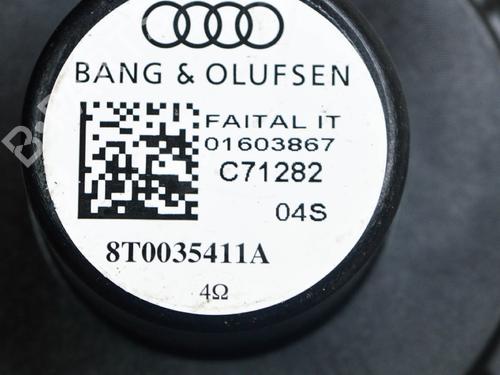 BANG & OLUFSEN
FAITAL IT
01603867
C71282
04S
8T0035411A
4Ω